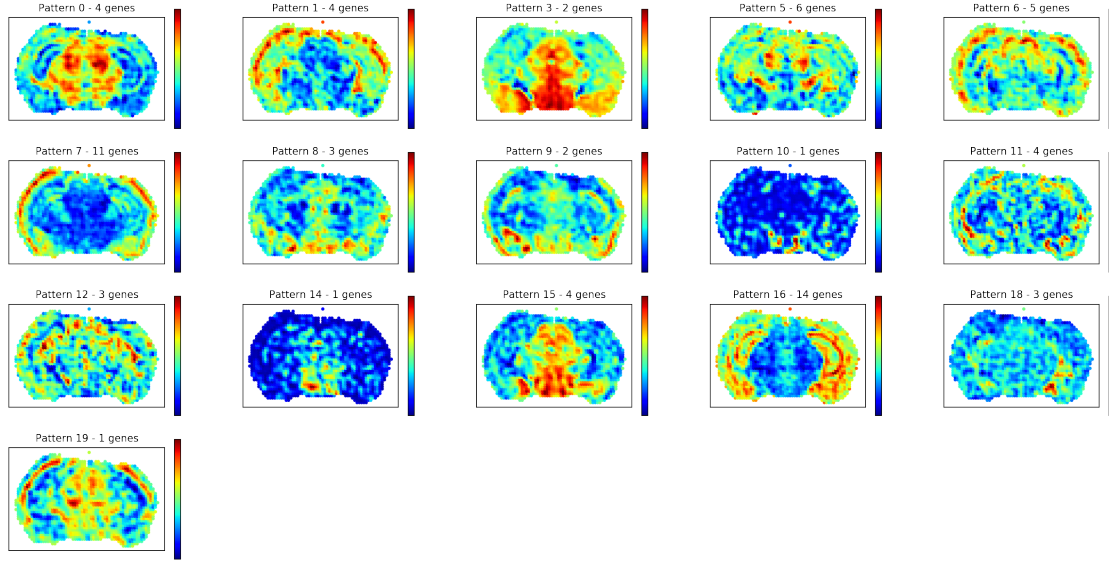 Pattern 0 - 4 genes
Pattern 1 - 4 genes
Pattern 3 - 2 genes
Pattern 5 - 6 genes
Pattern 6 - 5 genes
Pattern 7 - 11 genes
Pattern 8 - 3 genes
Pattern 9 - 2 genes
Pattern 10 - 1 genes
Pattern 11 - 4 genes
Pattern 12 - 3 genes
Pattern 14 - 1 genes
Pattern 15 - 4 genes
Pattern 16 - 14 genes
Pattern 18 - 3 genes
Pattern 19 - 1 genes